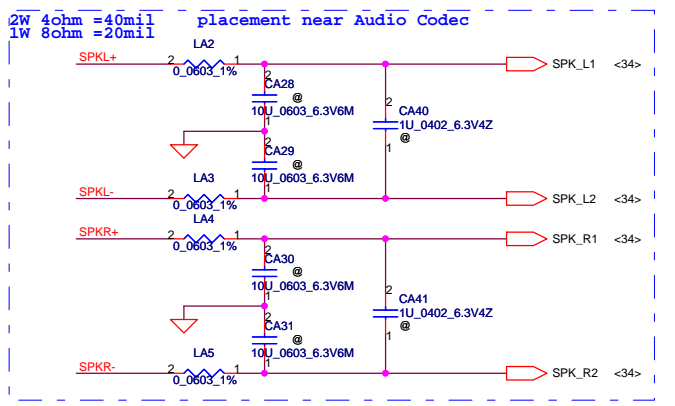 2W 4ohm =40mil placement near Audio Codec
1W 8ohm =20mil
LA2
SPKL+ 2 1 SPK_L1 <34>
0_0603_1%
2
CA28
@
10U_0603_6.3V6M
1
2
CA40
1U_0402_6.3V4Z
@
1
2
CA29
@
10U_0603_6.3V6M
1
LA3
SPKL- 2 1 SPK_L2 <34>
0_0603_1%
LA4
SPKR+ 2 1 SPK_R1 <34>
0_0603_1%
2
CA30
@
10U_0603_6.3V6M
1
2
CA41
1U_0402_6.3V4Z
@
1
2
CA31
@
10U_0603_6.3V6M
1
LA5
SPKR- 2 1 SPK_R2 <34>
0_0603_1%